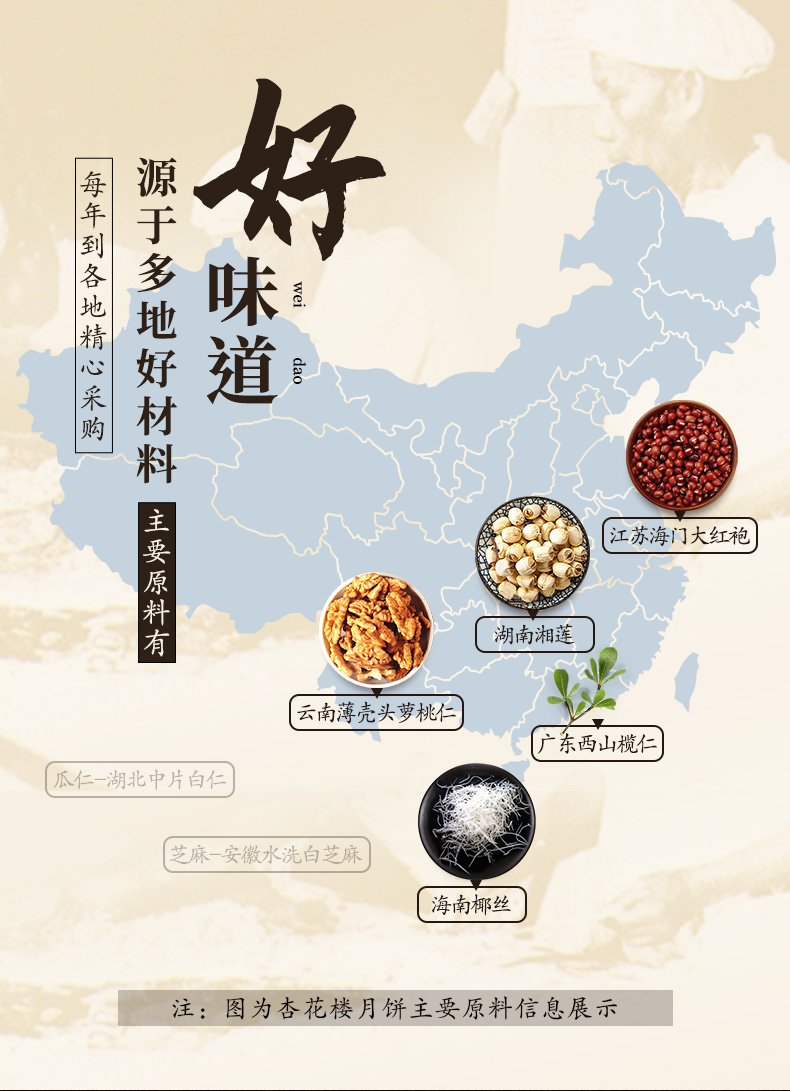 好
味道
wei dao
源于多地好材料
主要原料有
每年到各地精心采购
江苏海门大红袍
湖南湘莲
云南薄壳头萝桃仁
广东西山榄仁
瓜仁-湖北中片白仁
芝麻-安徽水洗白芝麻
海南椰丝
注：图为杏花楼月饼主要原料信息展示